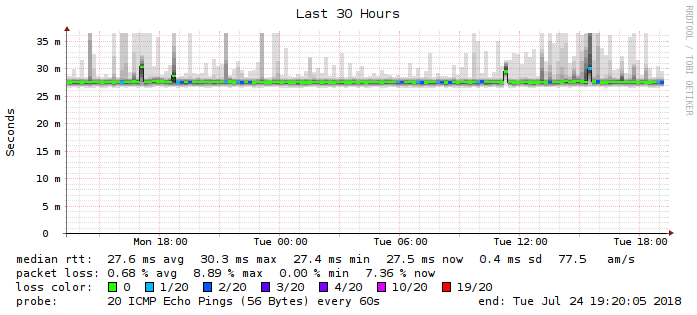 Last 30 Hours
RRDTOOL / TOBI OETIKER
Seconds
35 m
30 m
25 m
20 m
15 m
10 m
5 m
0
Mon 18:00 Tue 00:00 Tue 06:00 Tue 12:00 Tue 18:00
median rtt: 27.6 ms avg 30.3 ms max 27.4 ms min 27.5 ms now 0.4 ms sd 77.5 am/s
packet loss: 0.68 % avg 8.89 % max 0.00 % min 7.36 % now
loss color: 0 1/20 2/20 3/20 4/20 10/20 19/20
probe: 20 ICMP Echo Pings (56 Bytes) every 60s end: Tue Jul 24 19:20:05 2018